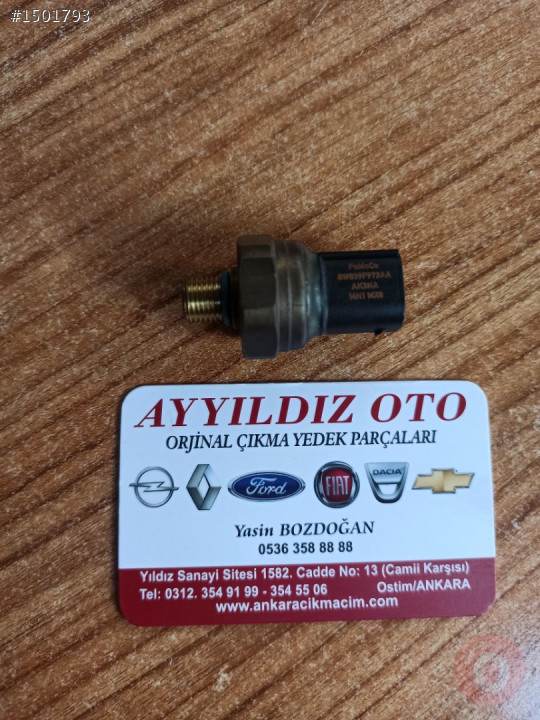 #1501793
FoMoCo
AYYILDIZ OTO
ORJİNAL ÇIKMA YEDEK PARÇALARI
Ford
FIAT
DACIA
Yasin BOZDOĞAN
0536 358 88 88
Yıldız Sanayi Sitesi 1582. Cadde No: 13 (Camii Karşısı)
Tel: 0312. 354 91 99 - 354 55 06 Ostim/ANKARA
www.ankaracikmacim.com